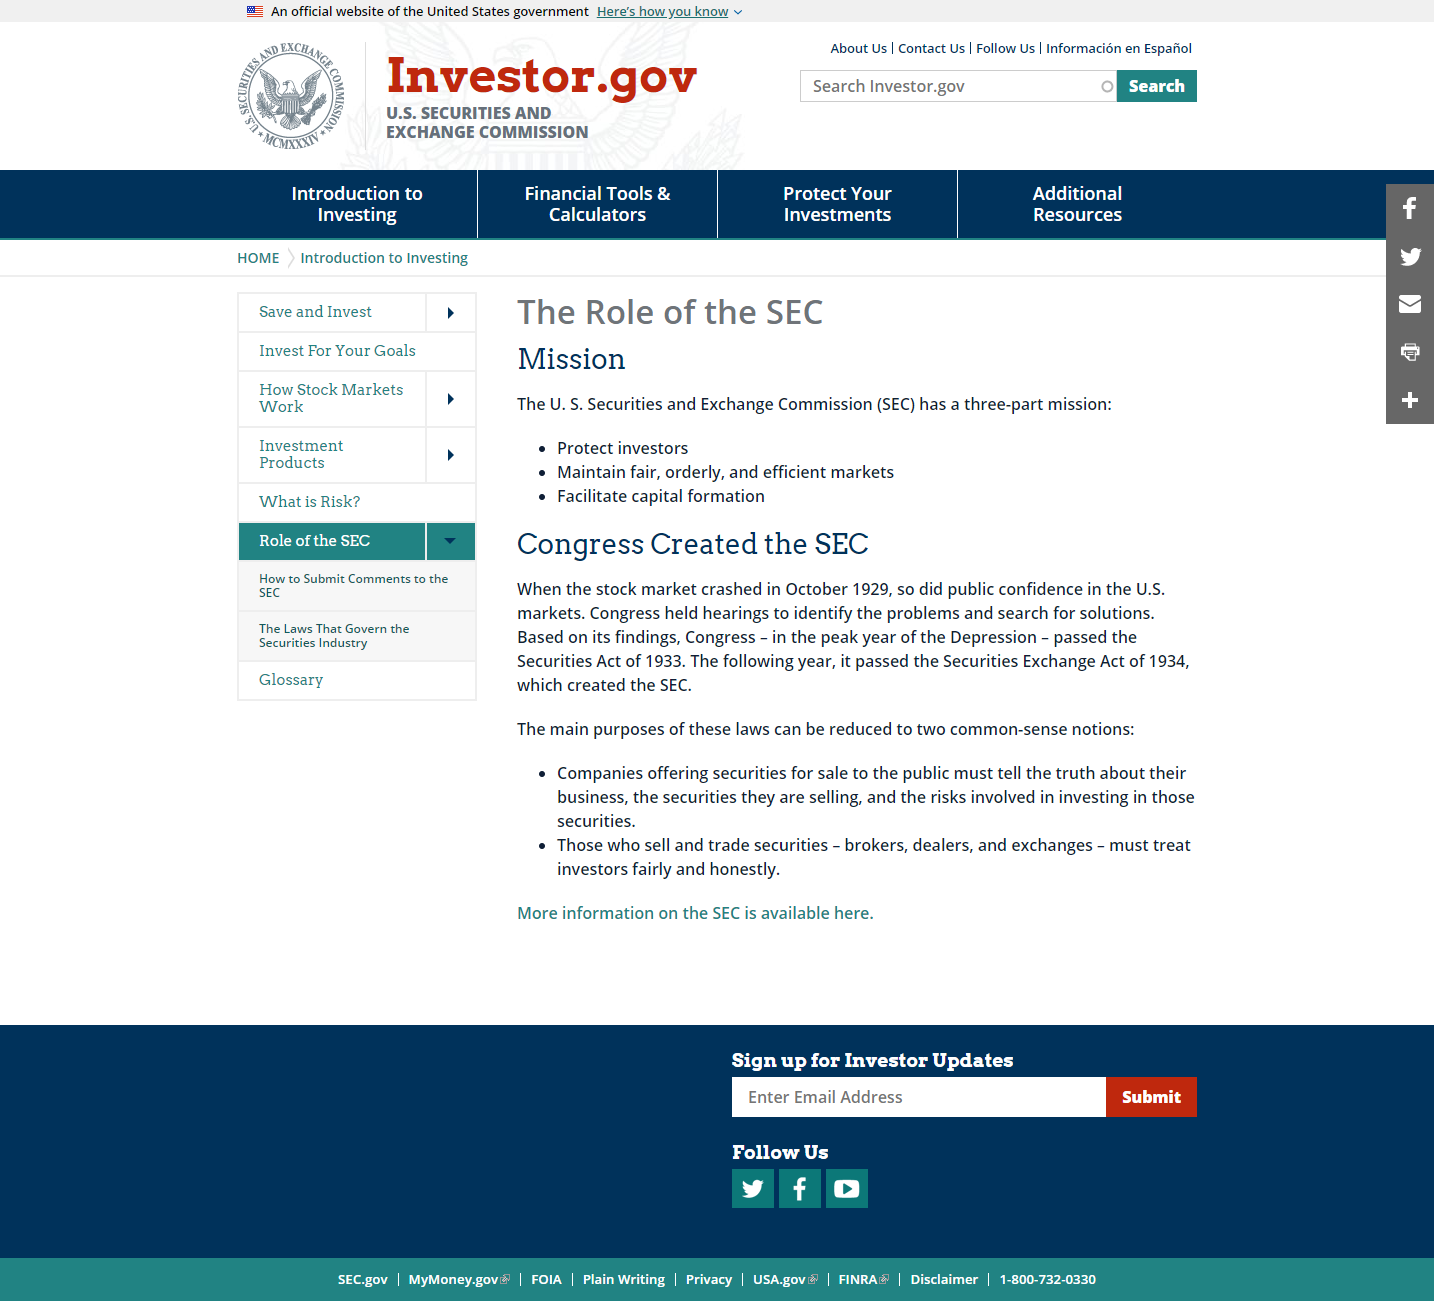 An official website of the United States government Here's how you know
U.S. SECURITIES AND EXCHANGE COMMISSION
MCMXXXIV
Investor.gov
U.S. SECURITIES AND
EXCHANGE COMMISSION
About Us | Contact Us | Follow Us | Información en Español
Search Investor.gov Search
Introduction to
Investing
Financial Tools &
Calculators
Protect Your
Investments
Additional
Resources
HOME Introduction to Investing
Save and Invest
Invest For Your Goals
How Stock Markets
Work
Investment
Products
What is Risk?
Role of the SEC
How to Submit Comments to the
SEC
The Laws That Govern the
Securities Industry
Glossary
The Role of the SEC
Mission
The U. S. Securities and Exchange Commission (SEC) has a three-part mission:
• Protect investors
• Maintain fair, orderly, and efficient markets
• Facilitate capital formation
Congress Created the SEC
When the stock market crashed in October 1929, so did public confidence in the U.S.
markets. Congress held hearings to identify the problems and search for solutions.
Based on its findings, Congress – in the peak year of the Depression – passed the
Securities Act of 1933. The following year, it passed the Securities Exchange Act of 1934,
which created the SEC.
The main purposes of these laws can be reduced to two common-sense notions:
• Companies offering securities for sale to the public must tell the truth about their
business, the securities they are selling, and the risks involved in investing in those
securities.
• Those who sell and trade securities – brokers, dealers, and exchanges – must treat
investors fairly and honestly.
More information on the SEC is available here.
Sign up for Investor Updates
Enter Email Address Submit
Follow Us
SEC.gov | MyMoney.gov | FOIA | Plain Writing | Privacy | USA.gov | FINRA | Disclaimer | 1-800-732-0330